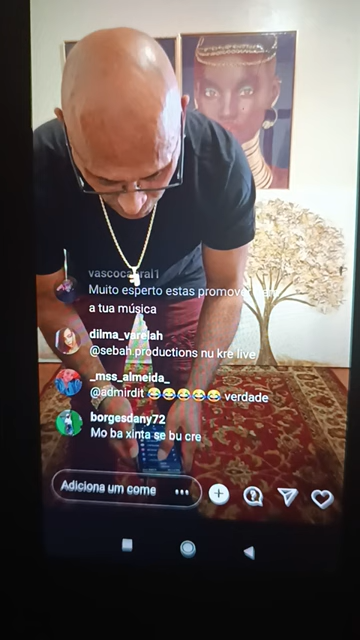 vascocabral1
Muito esperto estas promover
a tua música
dilma_varelah
@sebah.productions nu kre live
_mss_almeida_
@admirdit 😂😂😂😂😂 verdade
borgesdany72
Mo ba xinta se bu cre
Adiciona um come